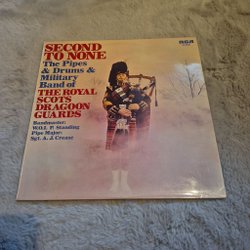 SECOND
TO NONE
The Pipes
& Drums &
Military
Band of
THE ROYAL
SCOTS
DRAGOON
GUARDS
Bandmaster:
W.O.I. P. Standing
Pipe Major:
Sgt. A. J. Crease
RCA